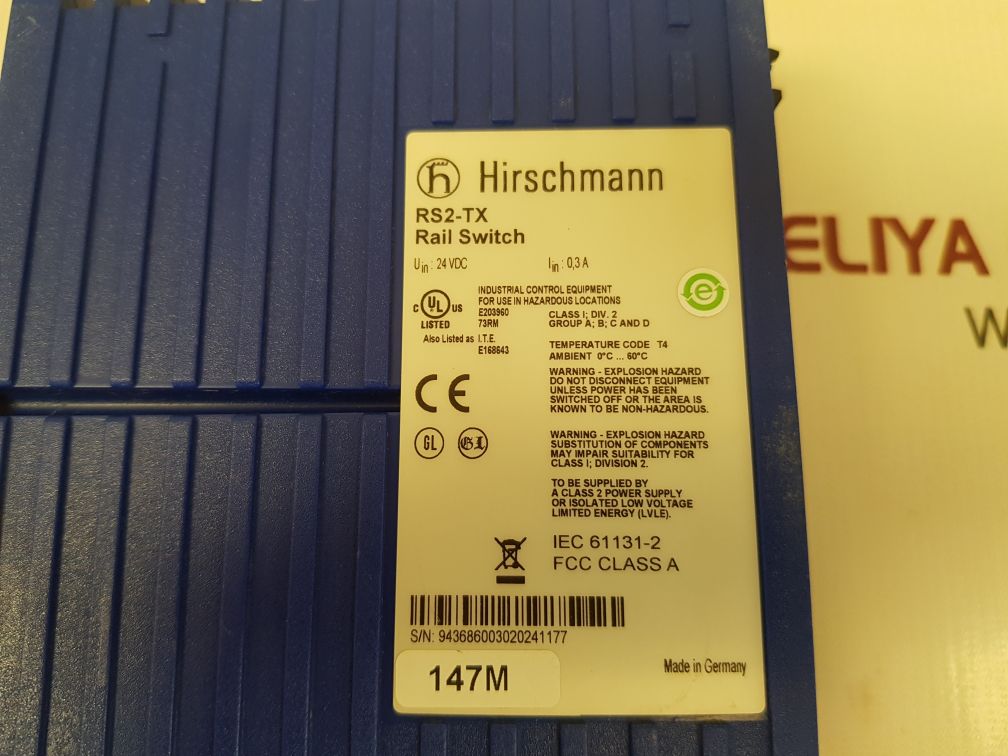 Hirschmann
RS2-TX
Rail Switch
Uin : 24 VDC
Iin : 0,3 A
C UL US
LISTED
INDUSTRIAL CONTROL EQUIPMENT
FOR USE IN HAZARDOUS LOCATIONS
E203960
73RM
CLASS I; DIV. 2
GROUP A; B; C AND D
Also Listed as I.T.E.
E168643
TEMPERATURE CODE T4
AMBIENT 0°C ... 60°C
WARNING - EXPLOSION HAZARD
DO NOT DISCONNECT EQUIPMENT
UNLESS POWER HAS BEEN
SWITCHED OFF OR THE AREA IS
KNOWN TO BE NON-HAZARDOUS.
CE
GL
GL
WARNING - EXPLOSION HAZARD
SUBSTITUTION OF COMPONENTS
MAY IMPAIR SUITABILITY FOR
CLASS I; DIVISION 2.
TO BE SUPPLIED BY
A CLASS 2 POWER SUPPLY
OR ISOLATED LOW VOLTAGE
LIMITED ENERGY (LVLE).
IEC 61131-2
FCC CLASS A
S/N: 943686003020241177
147M
Made in Germany
e
ELIYA
W